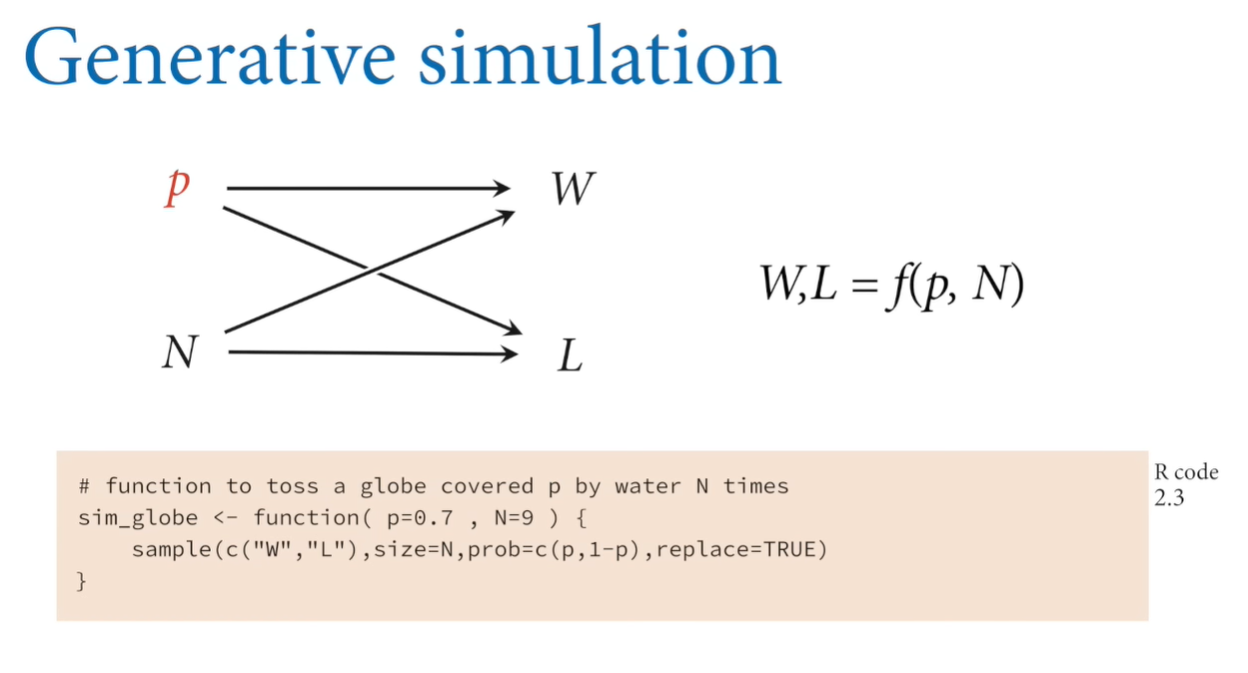 Generative simulation
p
W
N
L
W,L = f(p, N)
# function to toss a globe covered p by water N times
sim_globe <- function( p=0.7 , N=9 ) {
    sample(c("W","L"),size=N,prob=c(p,1-p),replace=TRUE)
}
R code
2.3